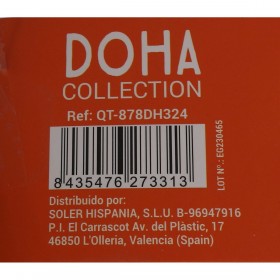 DOHA
COLLECTION
Ref: QT-878DH324
8 435476 273313
LOT Nº.: EG230465
Distribuido por:
SOLER HISPANIA, S.L.U. B-96947916
P.I. El Carrascot Av. del Plàstic, 17
46850 L'Olleria, Valencia (Spain)